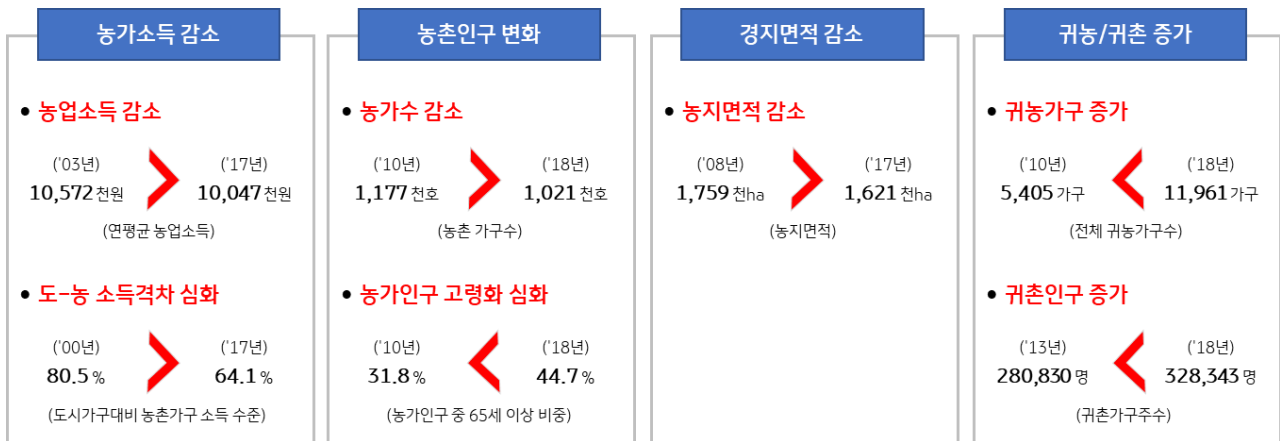 농가소득 감소
• 농업소득 감소
('03년) ('17년)
10,572 천원 10,047 천원
(연평균 농업소득)
• 도-농 소득격차 심화
('00년) ('17년)
80.5 % 64.1 %
(도시가구대비 농촌가구 소득 수준)
농촌인구 변화
• 농가수 감소
('10년) ('18년)
1,177 천호 1,021 천호
(농촌 가구수)
• 농가인구 고령화 심화
('10년) ('18년)
31.8 % 44.7 %
(농가인구 중 65세 이상 비중)
경지면적 감소
• 농지면적 감소
('08년) ('17년)
1,759 천ha 1,621 천ha
(농지면적)
귀농/귀촌 증가
• 귀농가구 증가
('10년) ('18년)
5,405 가구 11,961 가구
(전체 귀농가구수)
• 귀촌인구 증가
('13년) ('18년)
280,830 명 328,343 명
(귀촌가구주수)